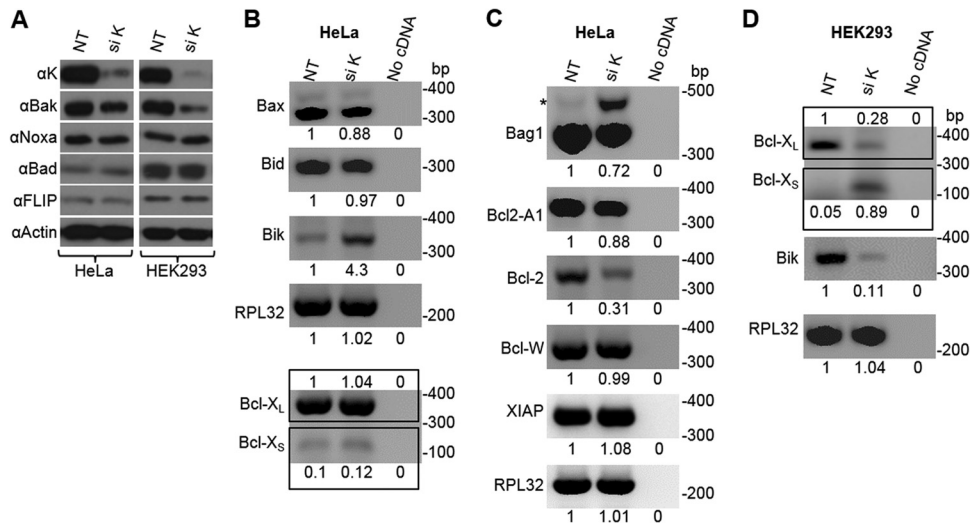 A
NT si K NT si K
αK
αBak
αNoxa
αBad
αFLIP
αActin
HeLa HEK293
B
HeLa
NT si K No cDNA
bp
-400
Bax
-300
1 0.88 0
Bid
-300
1 0.97 0
-400
Bik
-300
1 4.3 0
RPL32
-200
1 1.02 0
1 1.04 0
-400
Bcl-XL
-300
Bcl-XS
-100
0.1 0.12 0
C
HeLa
NT si K No cDNA
bp
-500
*
Bag1
-300
1 0.72 0
-400
Bcl2-A1
-300
1 0.88 0
-400
Bcl-2
-300
1 0.31 0
-400
Bcl-W
-300
1 0.99 0
XIAP
-400
-300
1 1.08 0
RPL32
-200
1 1.01 0
D
HEK293
NT si K No cDNA
1 0.28 0
bp
Bcl-XL
-400
-300
Bcl-XS
-100
0.05 0.89 0
-400
Bik
-300
1 0.11 0
RPL32
-200
1 1.04 0